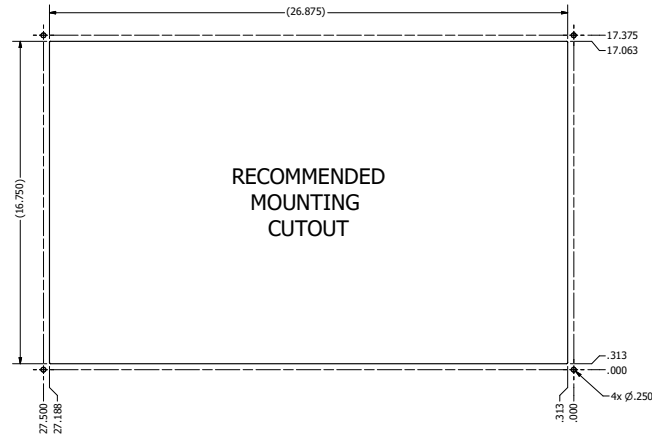 (26.875)
17.375
17.063
(16.750)
RECOMMENDED
MOUNTING
CUTOUT
.313
.000
4x Ø.250
27.500
27.188
.313
.000